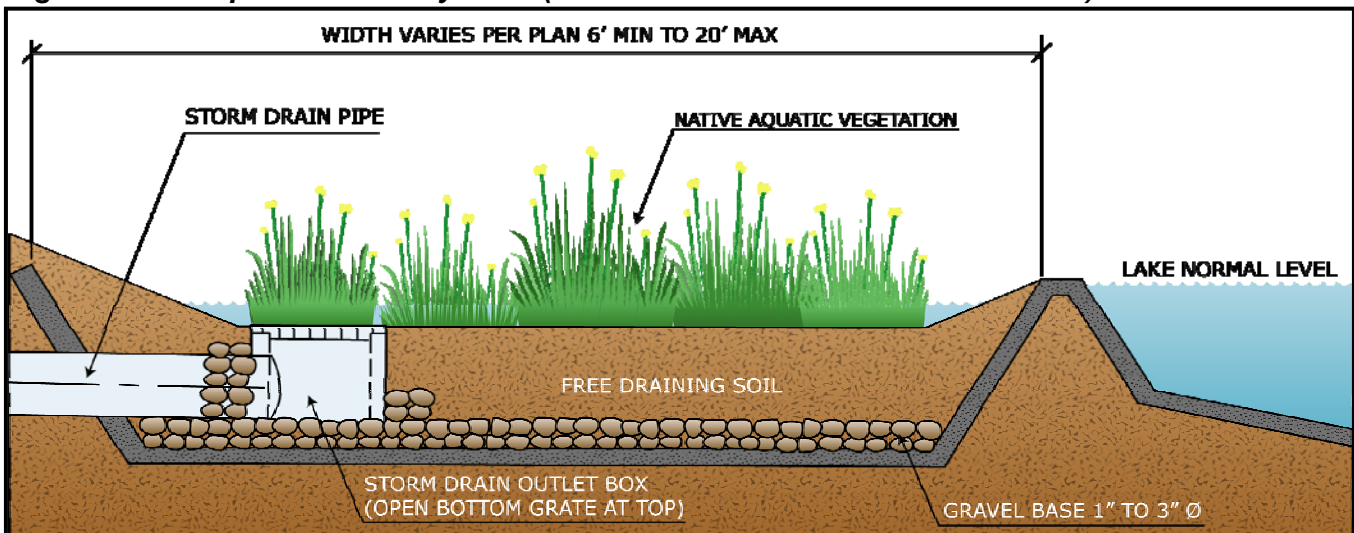 WIDTH VARIES PER PLAN 6' MIN TO 20' MAX
STORM DRAIN PIPE
NATIVE AQUATIC VEGETATION
LAKE NORMAL LEVEL
FREE DRAINING SOIL
STORM DRAIN OUTLET BOX
(OPEN BOTTOM GRATE AT TOP)
GRAVEL BASE 1" TO 3" Ø